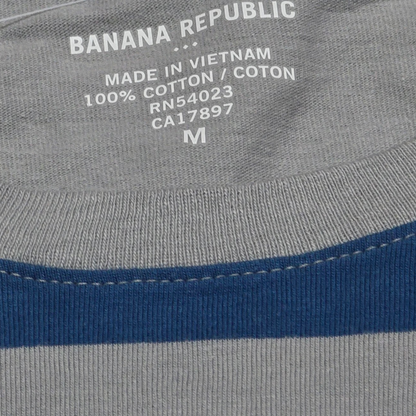 BANANA REPUBLIC
...
MADE IN VIETNAM
100% COTTON / COTON
RN54023
CA17897
M